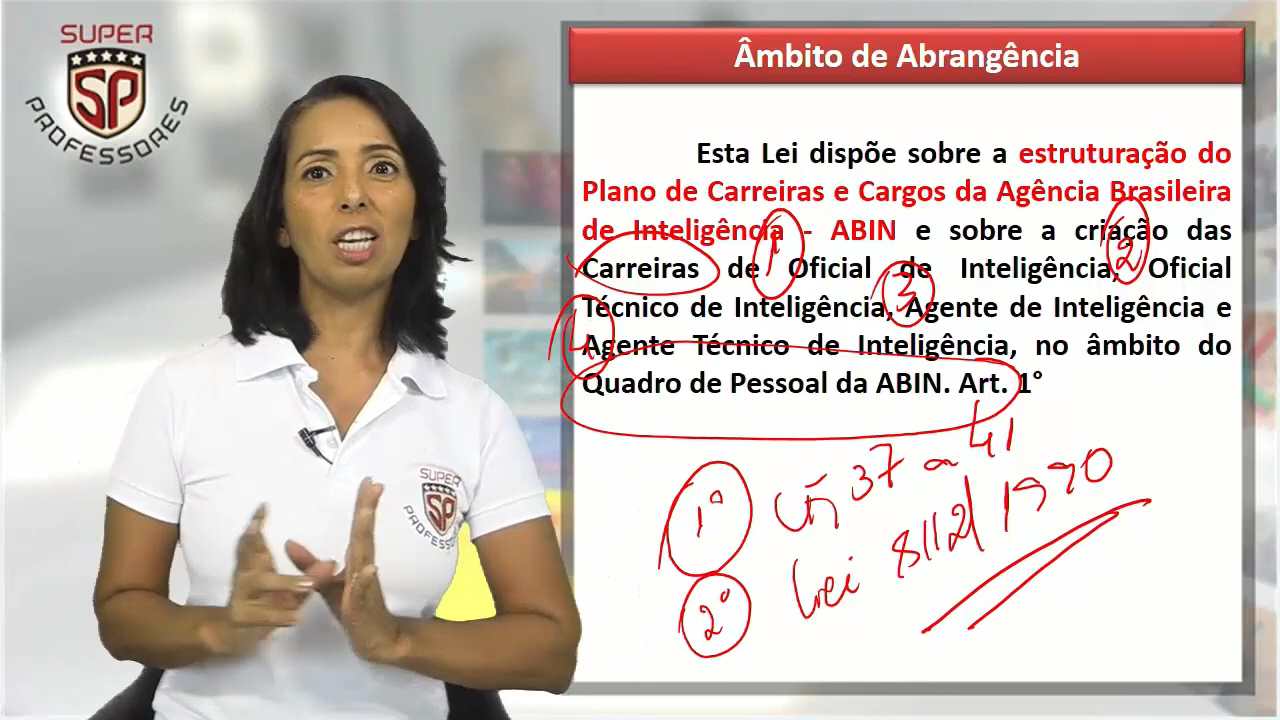 SUPER
SP
PROFESSORES
Âmbito de Abrangência
Esta Lei dispõe sobre a estruturação do
Plano de Carreiras e Cargos da Agência Brasileira
de Inteligência - ABIN e sobre a criação das
Carreiras de Oficial de Inteligência, Oficial
Técnico de Inteligência, Agente de Inteligência e
Agente Técnico de Inteligência, no âmbito do
Quadro de Pessoal da ABIN. Art. 1°
1
2
3
4
1° 37 a 41
2° Lei 8112/1990
SUPER
SP
PROFESSORES